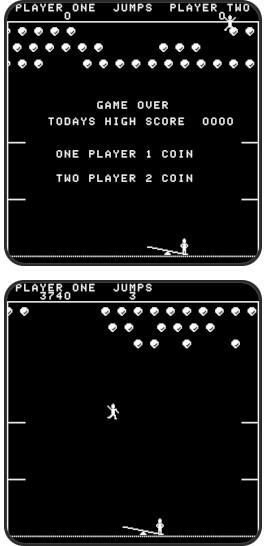 PLAYER ONE JUMPS PLAYER TWO
0 0
GAME OVER
TODAYS HIGH SCORE 0000
ONE PLAYER 1 COIN
TWO PLAYER 2 COIN
PLAYER ONE JUMPS
3740 3